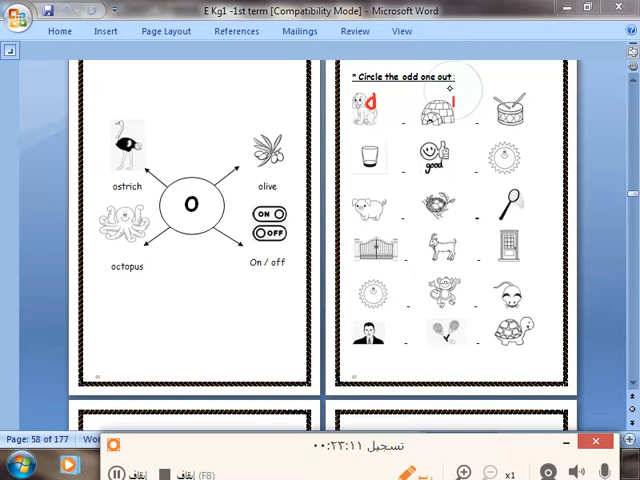 E Kg1 -1st term [Compatibility Mode] - Microsoft Word
Home Insert Page Layout References Mailings Review View
ostrich
olive
O
ON
OFF
octopus
On / off
* Circle the odd one out :
d
I
good
Page: 58 of 177
تسجيل ٠٠:٢٣:١١
إيقاف
إيقاف (F8)
x1